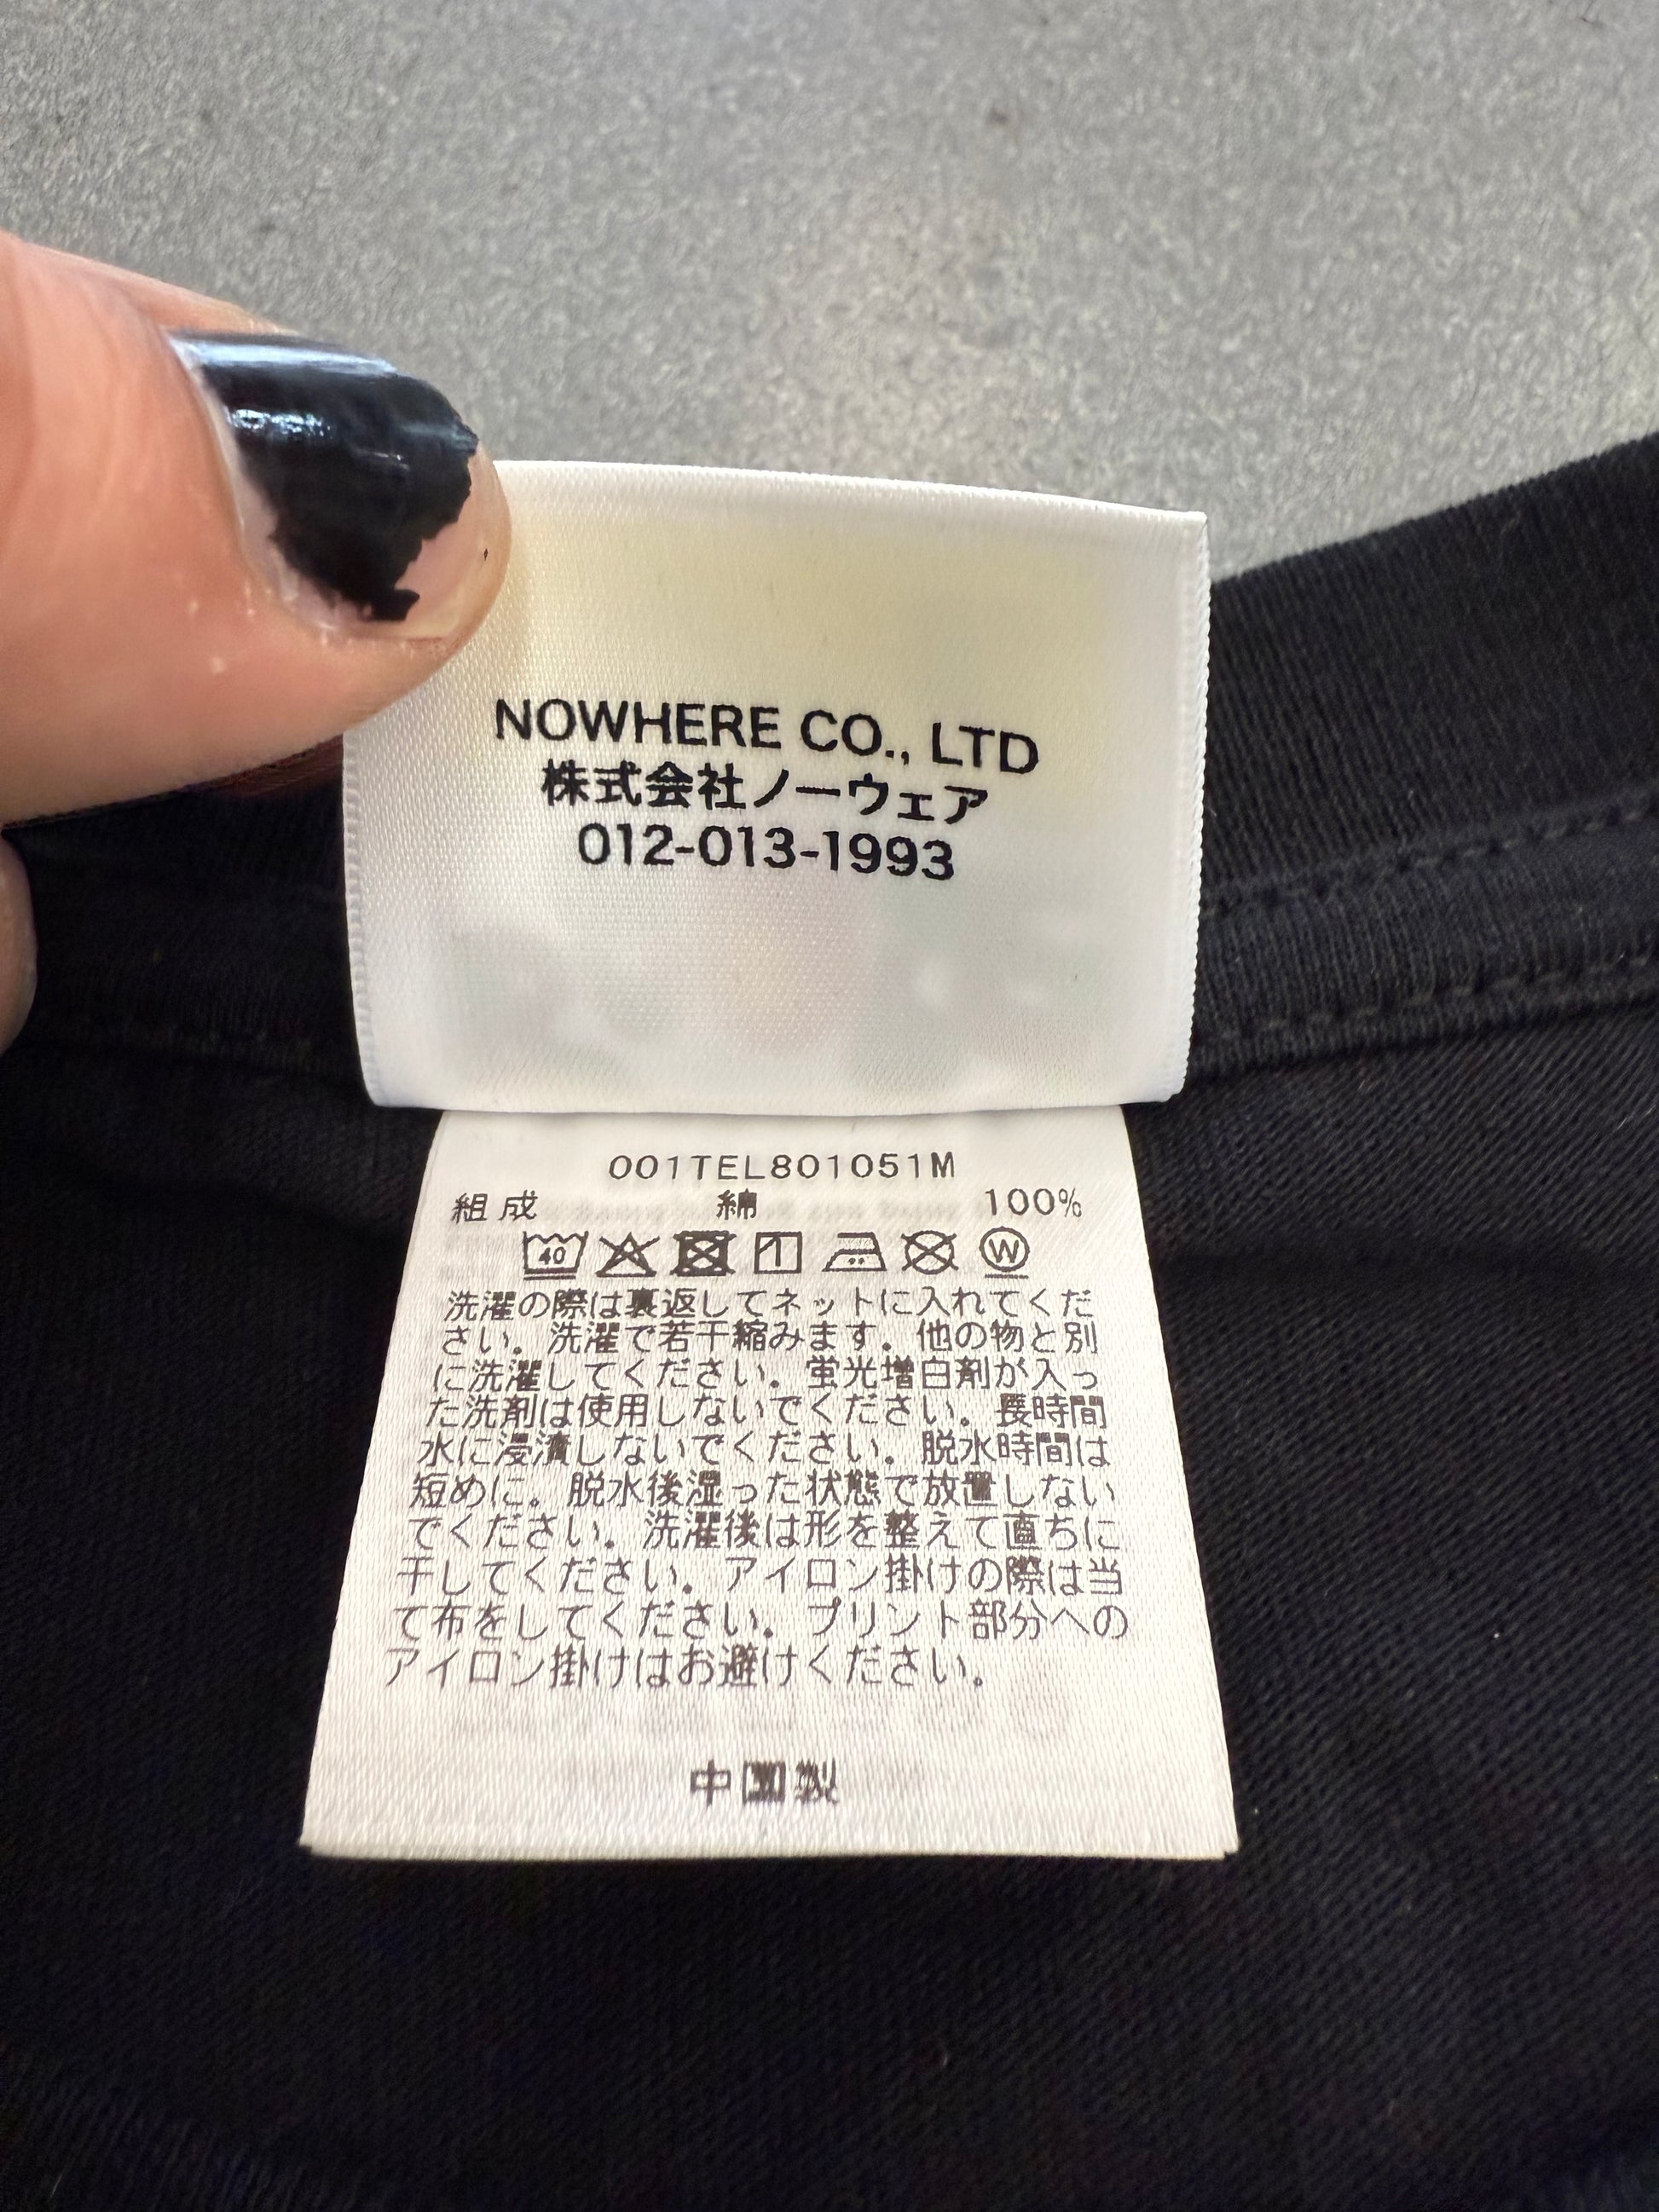 NOWHERE CO., LTD
株式会社ノーウェア
012-013-1993
001TEL801051M
組成 綿 100%
40 W
洗濯の際は裏返してネットに入れてくだ
さい。洗濯で若干縮みます。他の物と別
に洗濯してください。蛍光増白剤が入っ
た洗剤は使用しないでください。長時間
水に浸漬しないでください。脱水時間は
短めに。脱水後湿った状態で放置しない
でください。洗濯後は形を整えて直ちに
干してください。アイロン掛けの際は当
て布をしてください。プリント部分への
アイロン掛けはお避けください。
中国製